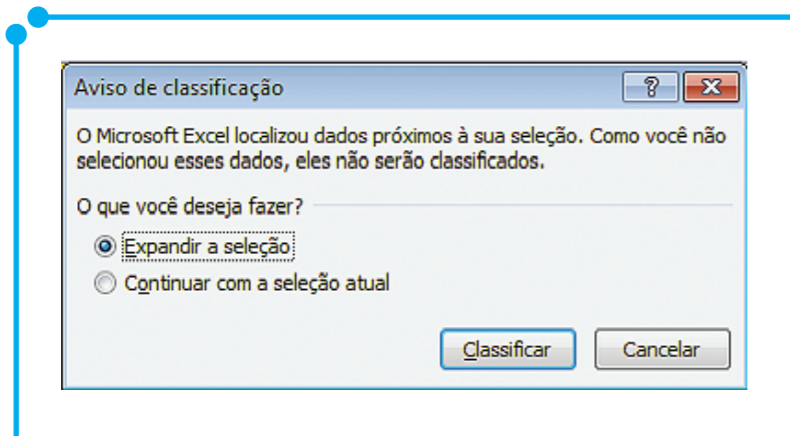 Aviso de classificação
O Microsoft Excel localizou dados próximos à sua seleção. Como você não
selecionou esses dados, eles não serão classificados.
O que você deseja fazer?
Expandir a seleção
Continuar com a seleção atual
Classificar Cancelar